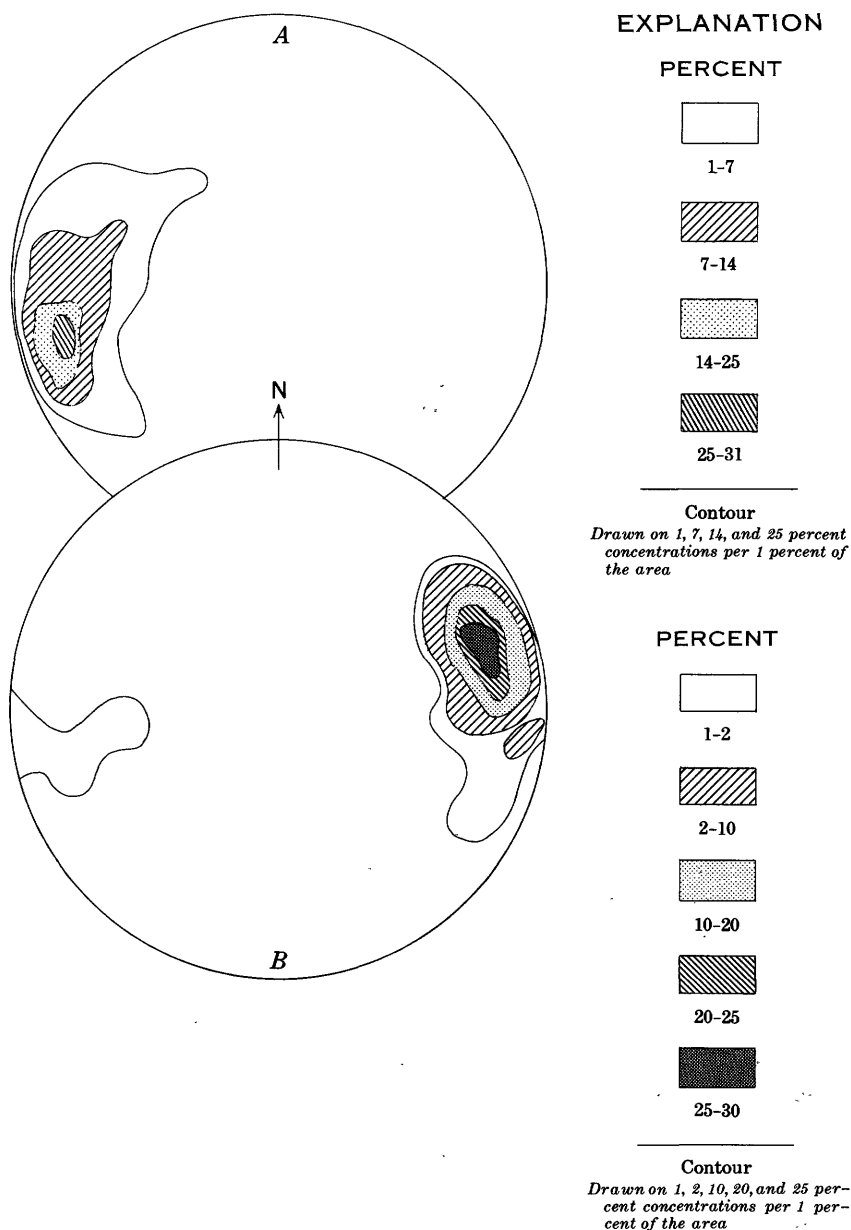 A
N
B
EXPLANATION
PERCENT
1-7
7-14
14-25
25-31
Contour
Drawn on 1, 7, 14, and 25 percent
concentrations per 1 percent of
the area
PERCENT
1-2
2-10
10-20
20-25
25-30
Contour
Drawn on 1, 2, 10, 20, and 25 per-
cent concentrations per 1 per-
cent of the area